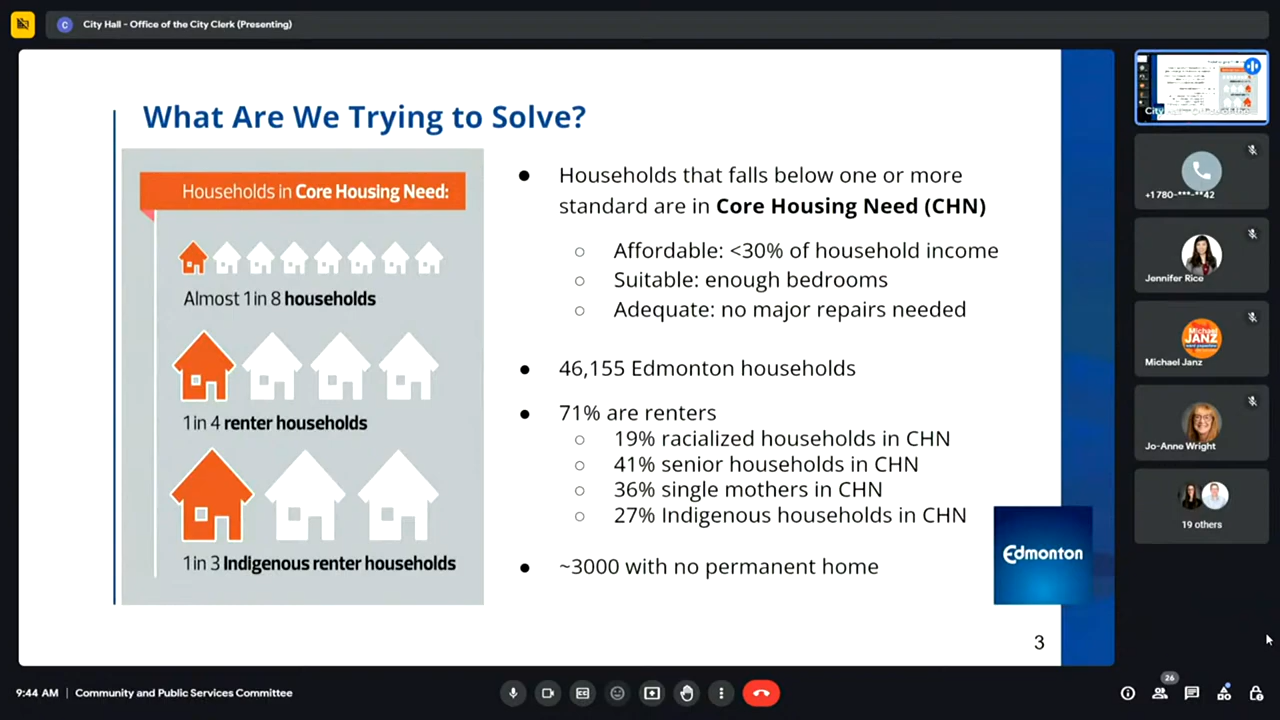 City Hall - Office of the City Clerk (Presenting)
What Are We Trying to Solve?
Households in Core Housing Need:
Almost 1 in 8 households
1 in 4 renter households
1 in 3 Indigenous renter households
Households that falls below one or more
standard are in Core Housing Need (CHN)
Affordable: <30% of household income
Suitable: enough bedrooms
Adequate: no major repairs needed
46,155 Edmonton households
71% are renters
19% racialized households in CHN
41% senior households in CHN
36% single mothers in CHN
27% Indigenous households in CHN
~3000 with no permanent home
Edmonton
3
+1 780-***-**42
Jennifer Rice
Michael
JANZ
Michael Janz
Jo-Anne Wright
19 others
9:44 AM | Community and Public Services Committee
26